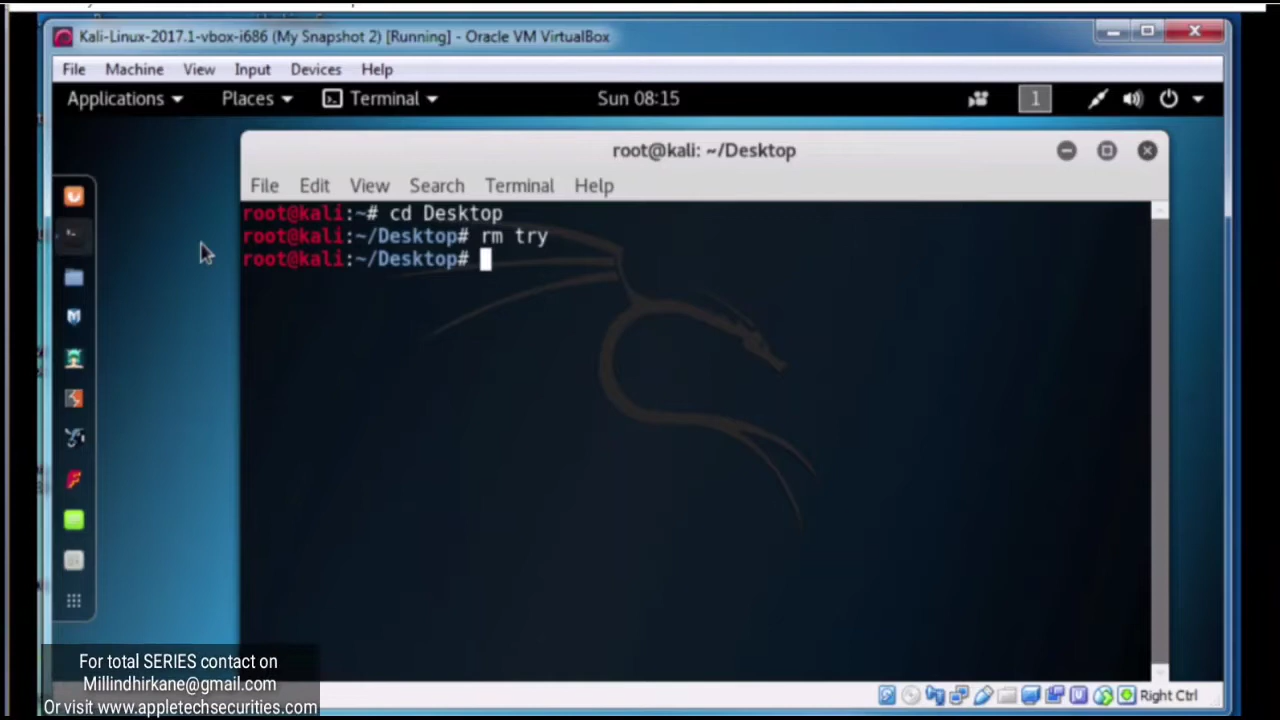 Kali-Linux-2017.1-vbox-i686 (My Snapshot 2) [Running] - Oracle VM VirtualBox
File Machine View Input Devices Help
Applications Places Terminal Sun 08:15 1
root@kali: ~/Desktop
File Edit View Search Terminal Help
root@kali:~# cd Desktop
root@kali:~/Desktop# rm try
root@kali:~/Desktop#
For total SERIES contact on
Millindhirkane@gmail.com
Or visit www.appletechsecurities.com
Right Ctrl